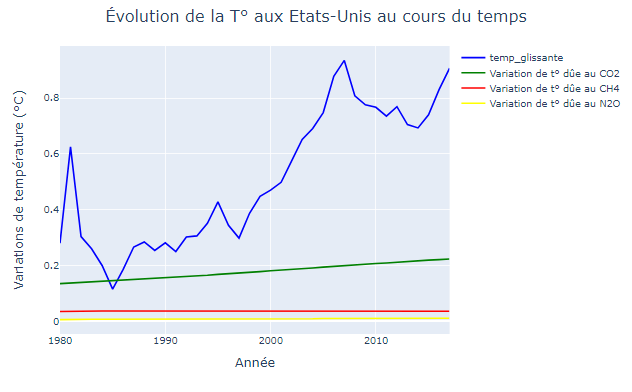 Évolution de la T° aux Etats-Unis au cours du temps
temp_glissante
Variation de t° dûe au CO2
Variation de t° dûe au CH4
Variation de t° dûe au N2O
Variations de température (°C)
0.8
0.6
0.4
0.2
0
1980
1990
2000
2010
Année